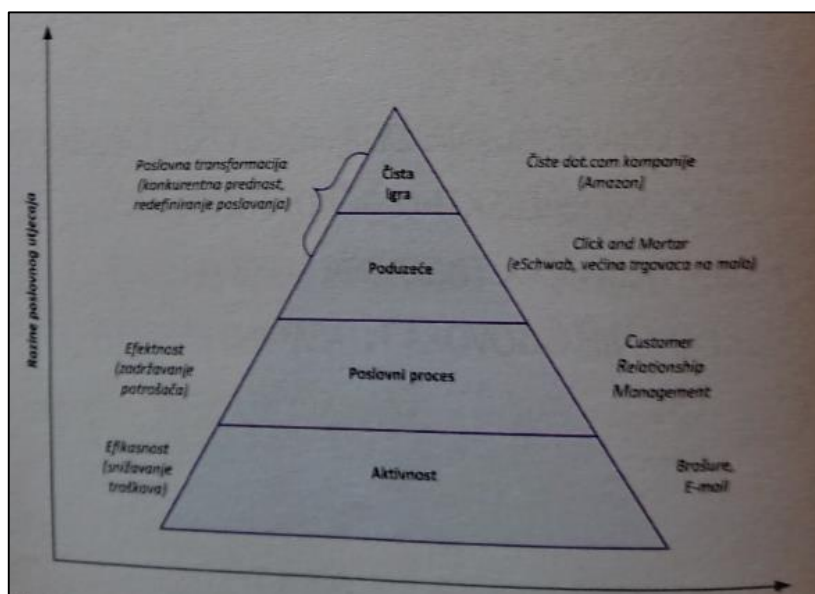 Razine poslovnog utjecaja
Poslovna transformacija
(konkurentna prednost,
redefiniranje poslovanja)
Čista
igra
Čiste dot.com kompanije
(Amazon)
Poduzeće
Click and Mortar
(eSchwab, većina trgovaca na malo)
Efektnost
(zadržavanje
potrošača)
Poslovni proces
Customer
Relationship
Management
Efikasnost
(snižavanje
troškova)
Aktivnost
Brošure,
E-mail